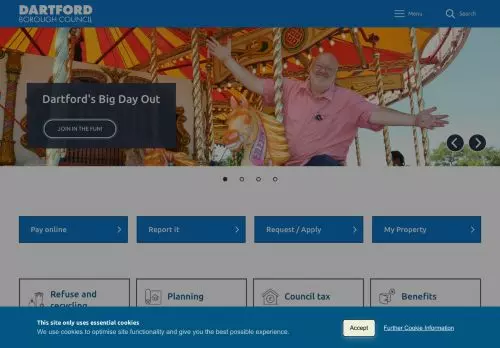 DARTFORD
BOROUGH COUNCIL
Menu
Search
Dartford's Big Day Out
JOIN IN THE FUN!
Pay online
Report it
Request / Apply
My Property
Refuse and
recycling
Planning
Council tax
Benefits
This site only uses essential cookies
We use cookies to optimise site functionality and give you the best possible experience.
Accept
Further Cookie Information